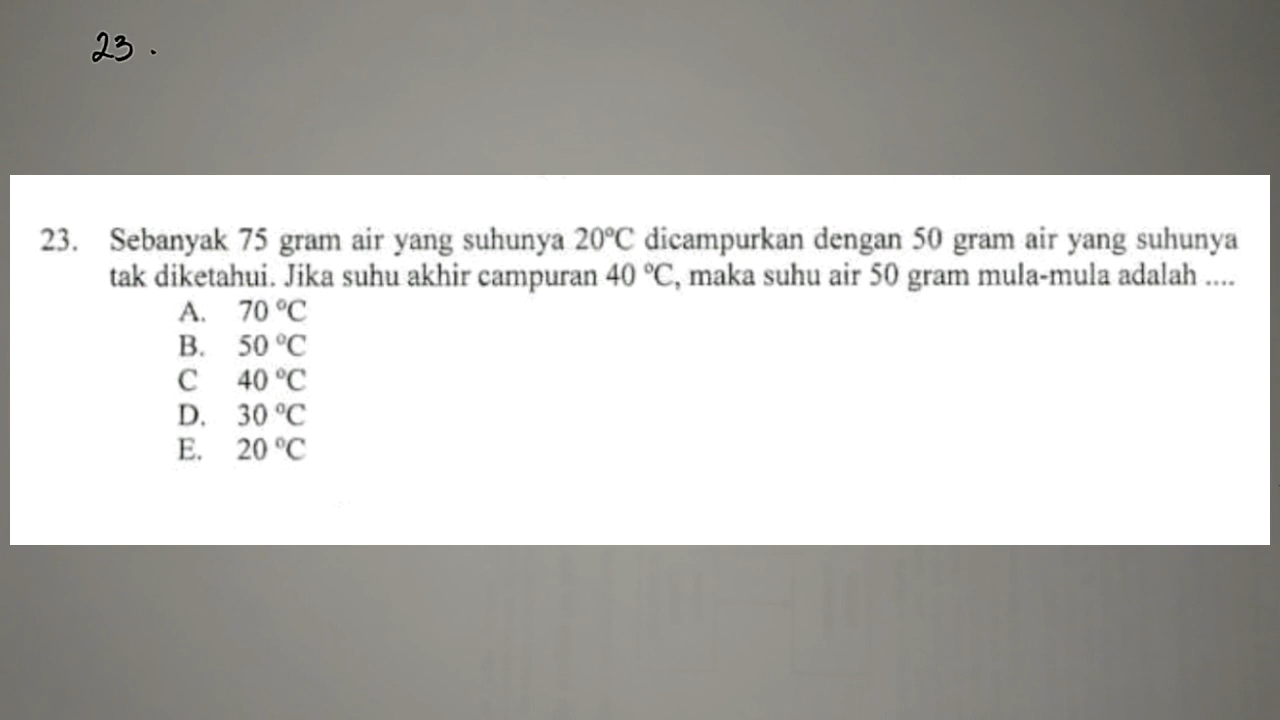 23.
23. Sebanyak 75 gram air yang suhunya 20°C dicampurkan dengan 50 gram air yang suhunya
tak diketahui. Jika suhu akhir campuran 40 °C, maka suhu air 50 gram mula-mula adalah ....
A. 70 °C
B. 50 °C
C 40 °C
D. 30 °C
E. 20 °C